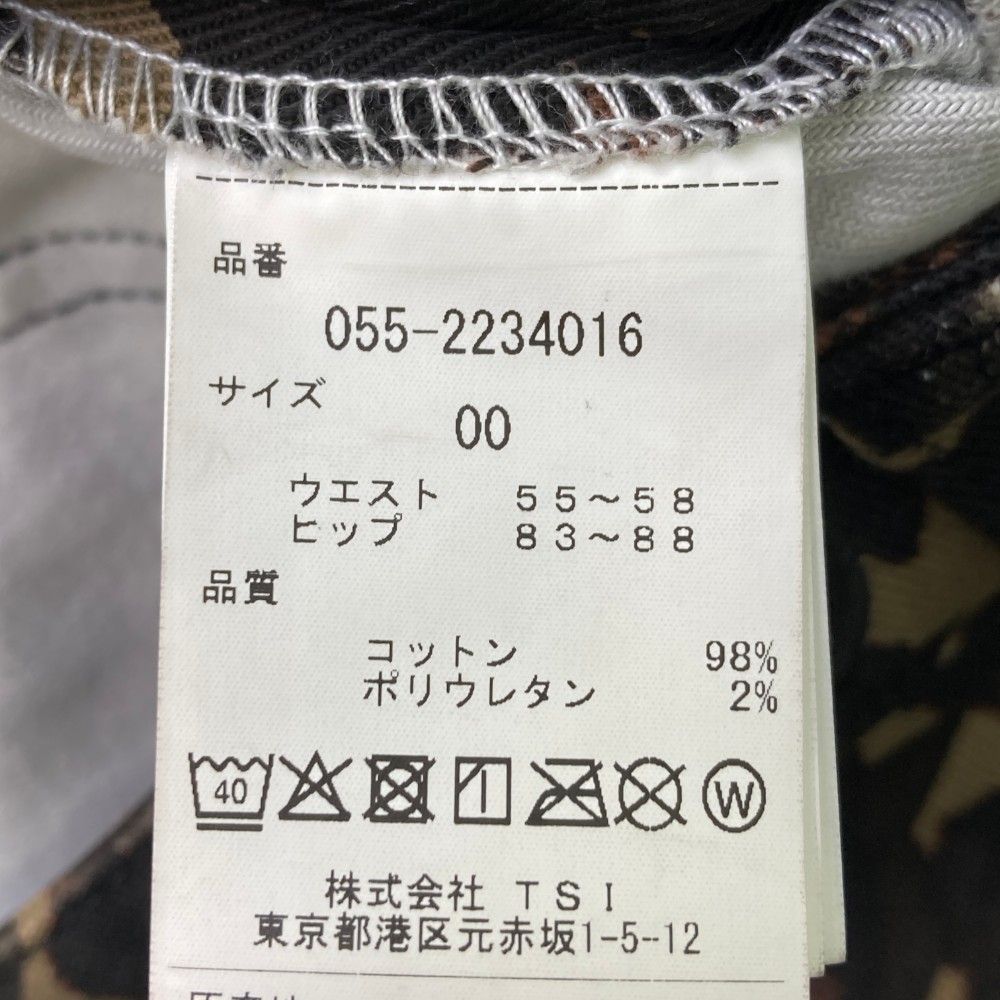 品番
055-2234016
サイズ
00
ウエスト 55～58
ヒップ 83～88
品質
コットン 98%
ポリウレタン 2%
40 W
株式会社 TSI
東京都港区元赤坂1-5-12